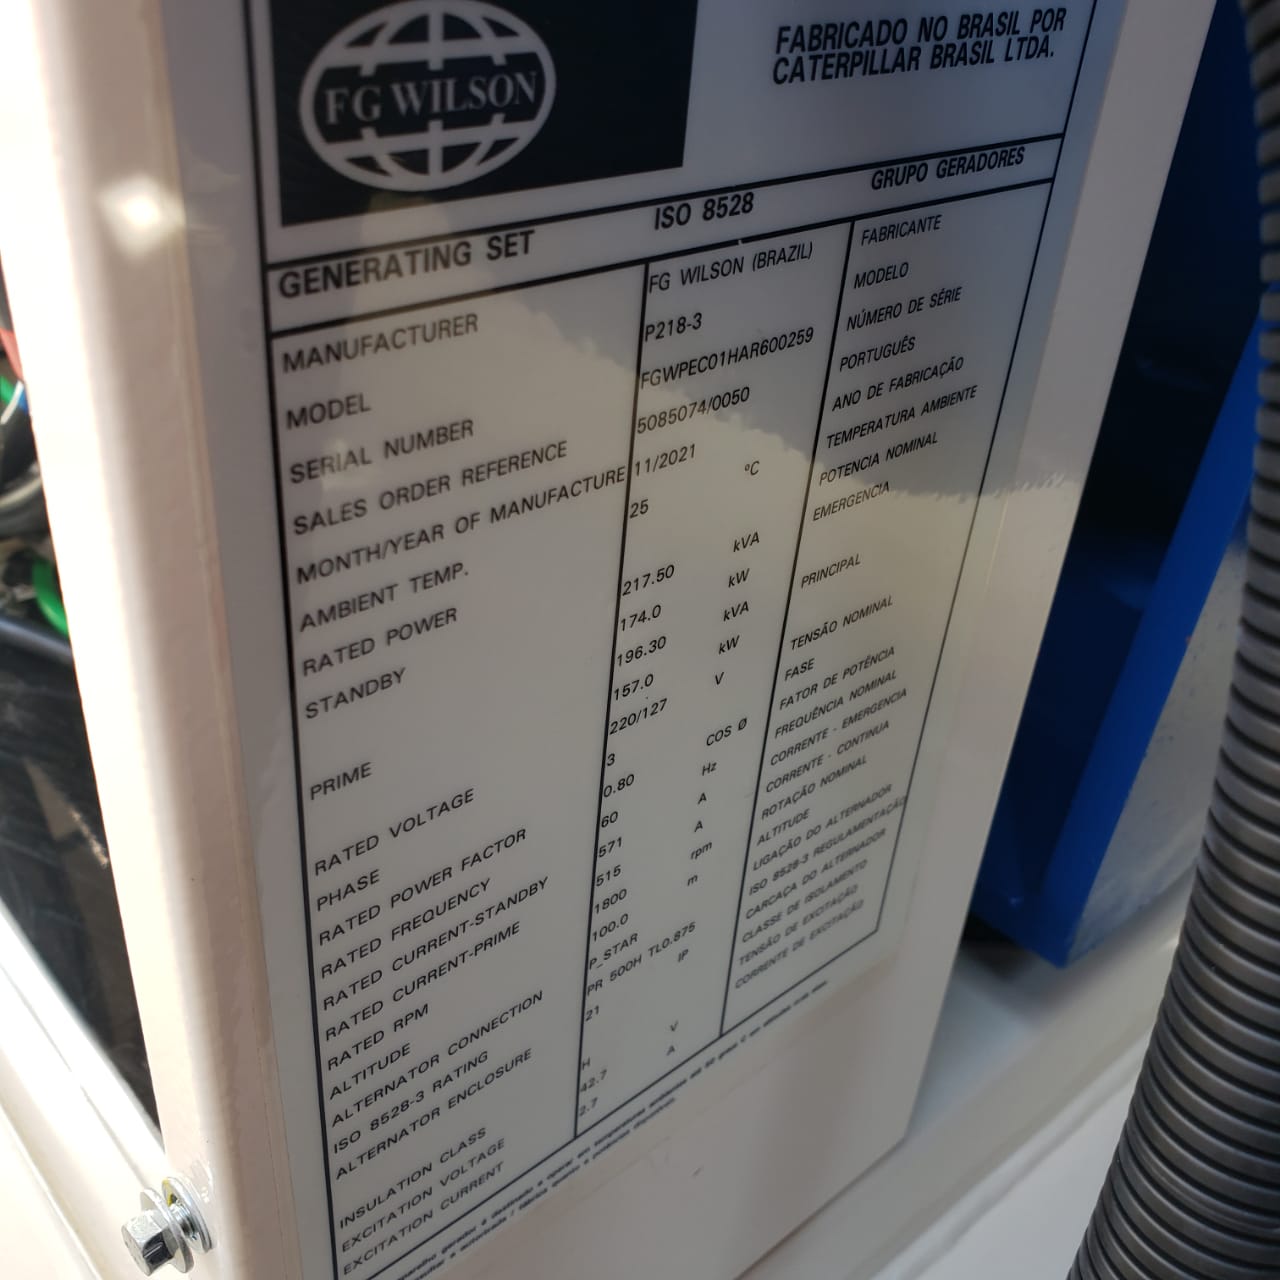 FG WILSON
FABRICADO NO BRASIL POR
CATERPILLAR BRASIL LTDA.
GENERATING SET ISO 8528 GRUPO GERADORES
MANUFACTURER FG WILSON (BRAZIL) FABRICANTE
MODEL P218-3 MODELO
SERIAL NUMBER FGWPEC01HAR600259 NÚMERO DE SÉRIE
SALES ORDER REFERENCE 5085074/0050 PORTUGUÊS
MONTH/YEAR OF MANUFACTURE 11/2021 ANO DE FABRICAÇÃO
AMBIENT TEMP. 25 ºC TEMPERATURA AMBIENTE
RATED POWER POTENCIA NOMINAL
STANDBY 217.50 kVA EMERGENCIA
174.0 kW
PRIME 196.30 kVA PRINCIPAL
157.0 kW
RATED VOLTAGE 220/127 V TENSÃO NOMINAL
PHASE 3 FASE
RATED POWER FACTOR 0.80 COS Ø FATOR DE POTÊNCIA
RATED FREQUENCY 60 Hz FREQUÊNCIA NOMINAL
RATED CURRENT-STANDBY 571 A CORRENTE - EMERGENCIA
RATED CURRENT-PRIME 515 A CORRENTE - CONTINUA
RATED RPM 1800 rpm ROTAÇÃO NOMINAL
ALTITUDE 100.0 m ALTITUDE
ALTERNATOR CONNECTION P_STAR LIGAÇÃO DO ALTERNADOR
ISO 8528-3 RATING PR 500H TL0.875 ISO 8528-3 REGULAMENTAÇÃO
ALTERNATOR ENCLOSURE 21 IP CARCAÇA DO ALTERNADOR
INSULATION CLASS H CLASSE DE ISOLAMENTO
EXCITATION VOLTAGE 42.7 V TENSÃO DE EXCITAÇÃO
EXCITATION CURRENT 2.7 A CORRENTE DE EXCITAÇÃO